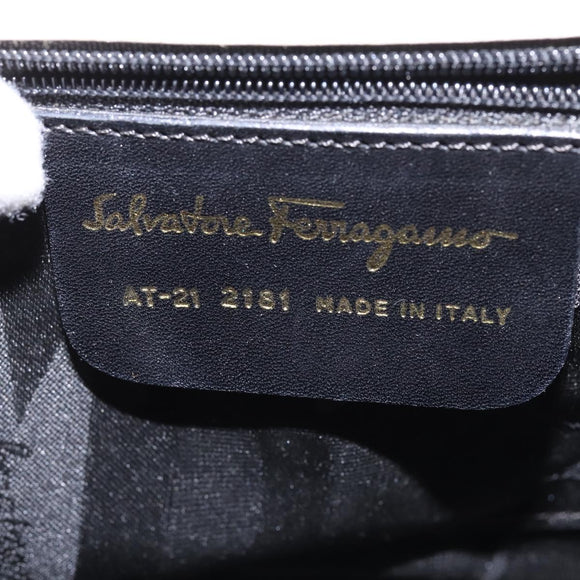 Salvatore Ferragamo
AT-21 2181 MADE IN ITALY